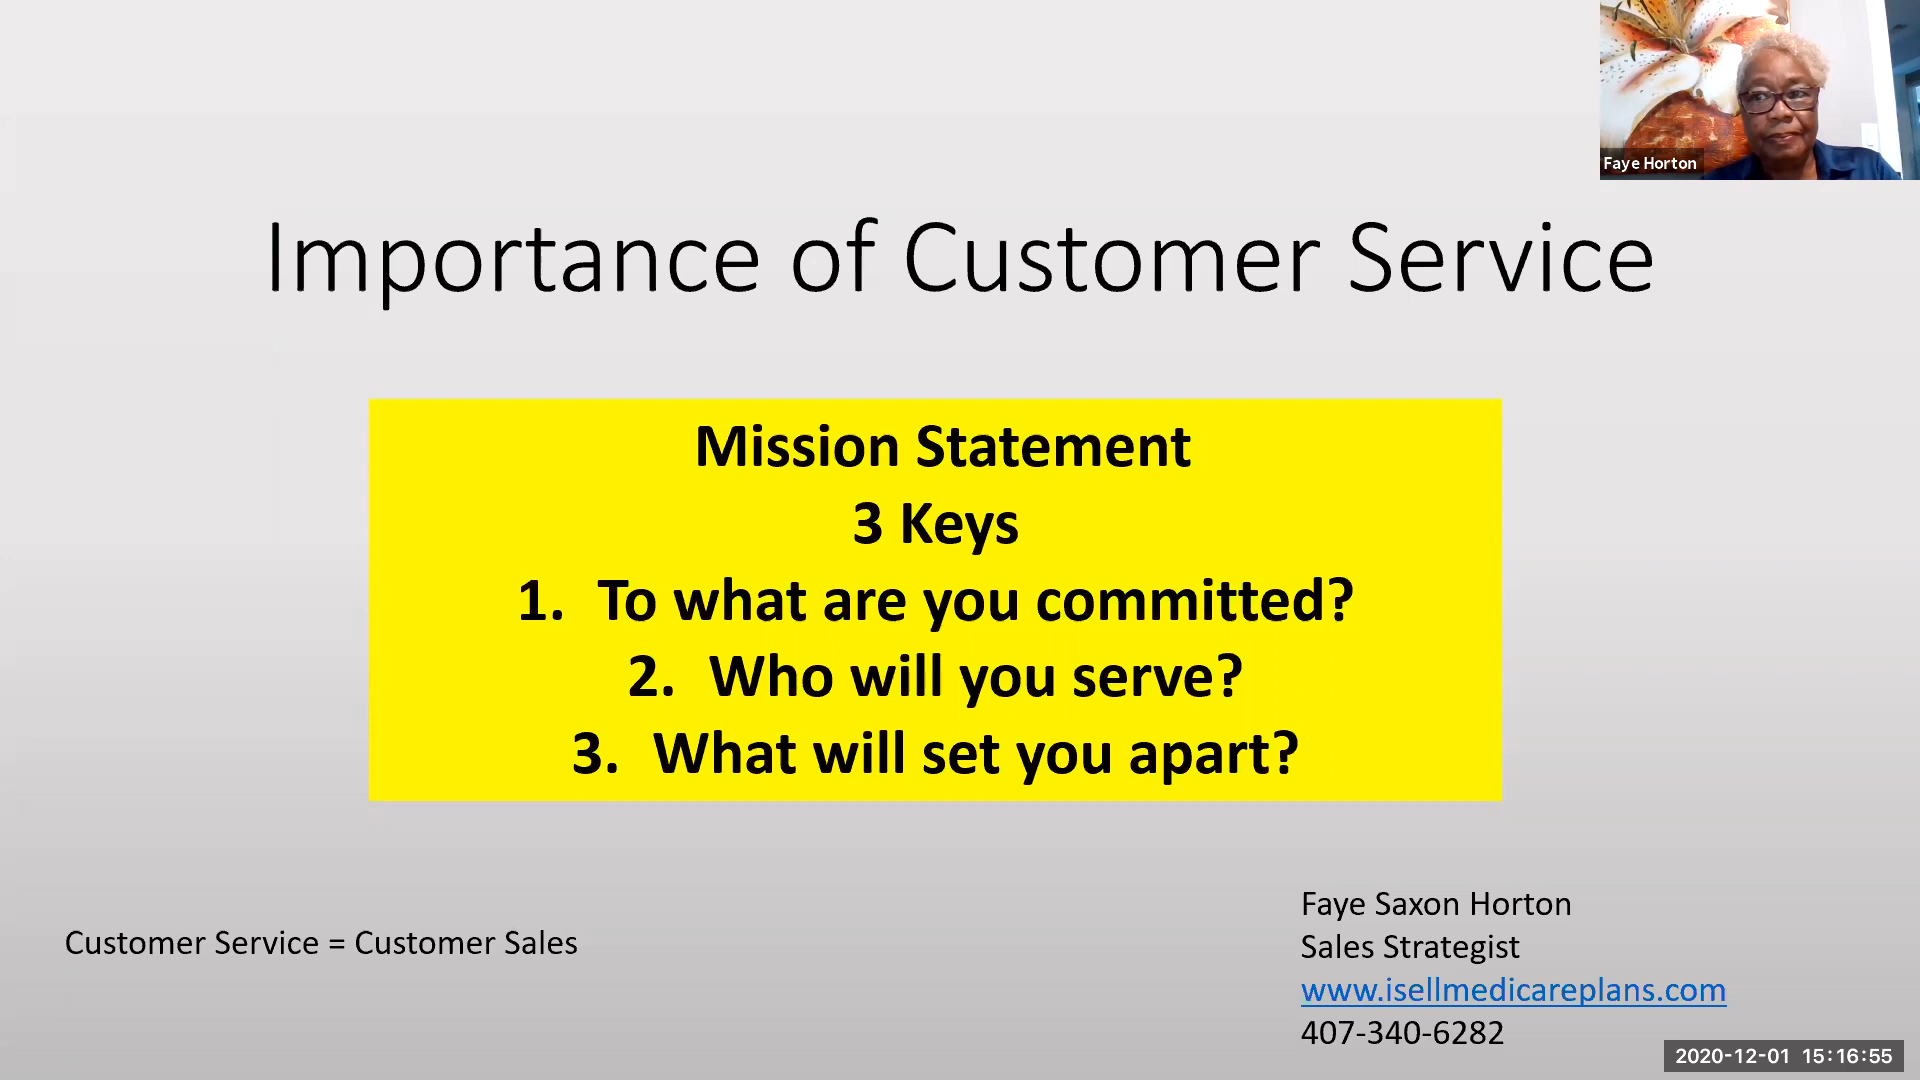 Faye Horton
Importance of Customer Service
Mission Statement
3 Keys
1. To what are you committed?
2. Who will you serve?
3. What will set you apart?
Customer Service = Customer Sales
Faye Saxon Horton
Sales Strategist
www.isellmedicareplans.com
407-340-6282
2020-12-01 15:16:55